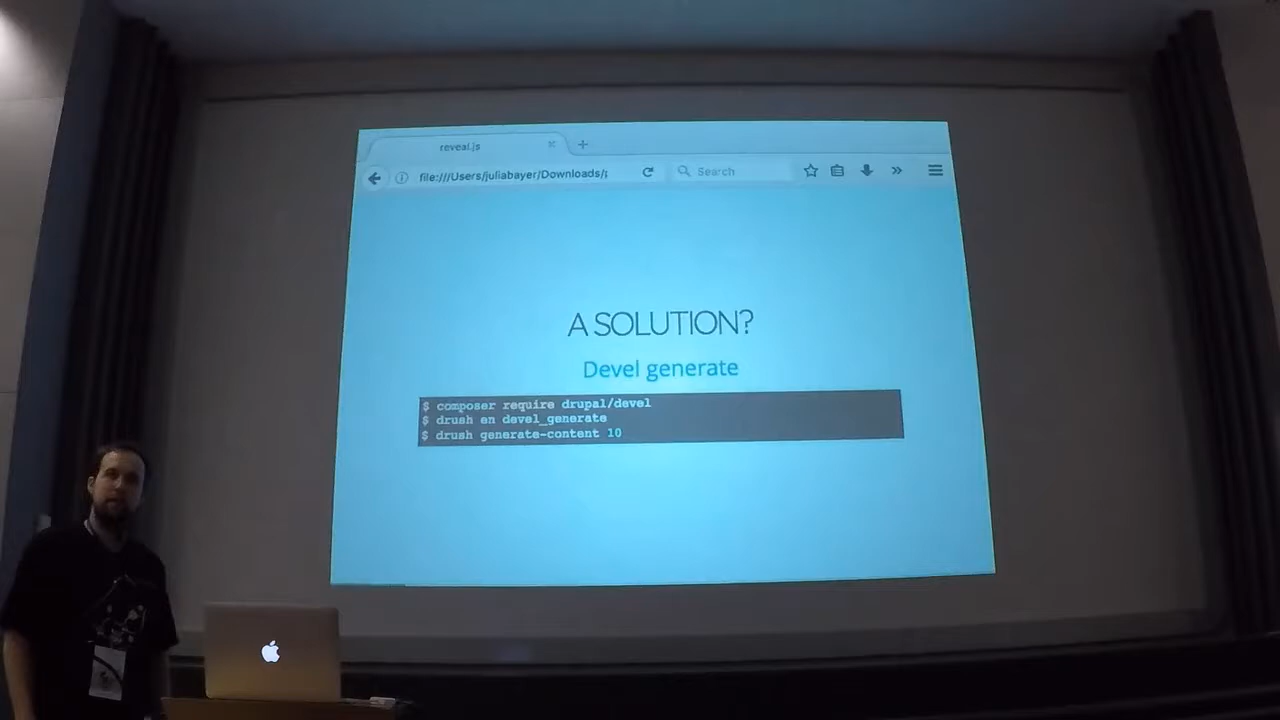 reveal.js
file:///Users/juliabayer/Downloads/
Search
A SOLUTION?
Devel generate
$ composer require drupal/devel
$ drush en devel_generate
$ drush generate-content 10